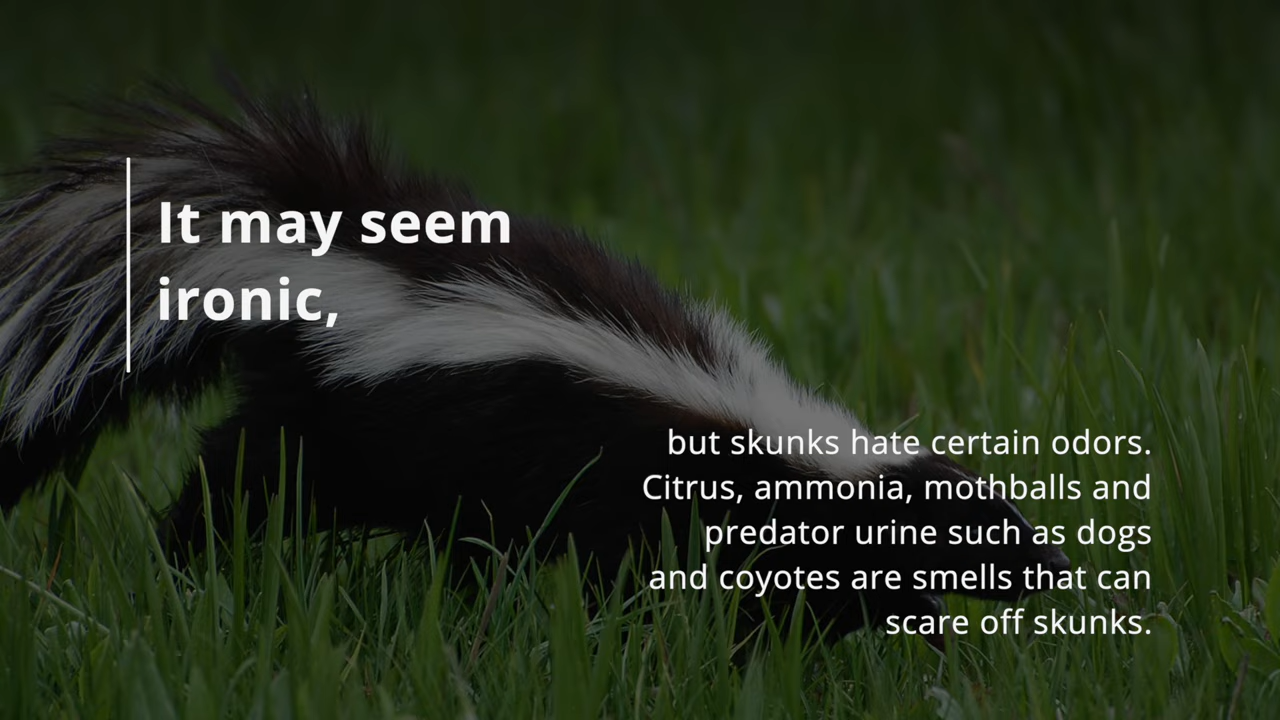 It may seem
ironic,
but skunks hate certain odors.
Citrus, ammonia, mothballs and
predator urine such as dogs
and coyotes are smells that can
scare off skunks.